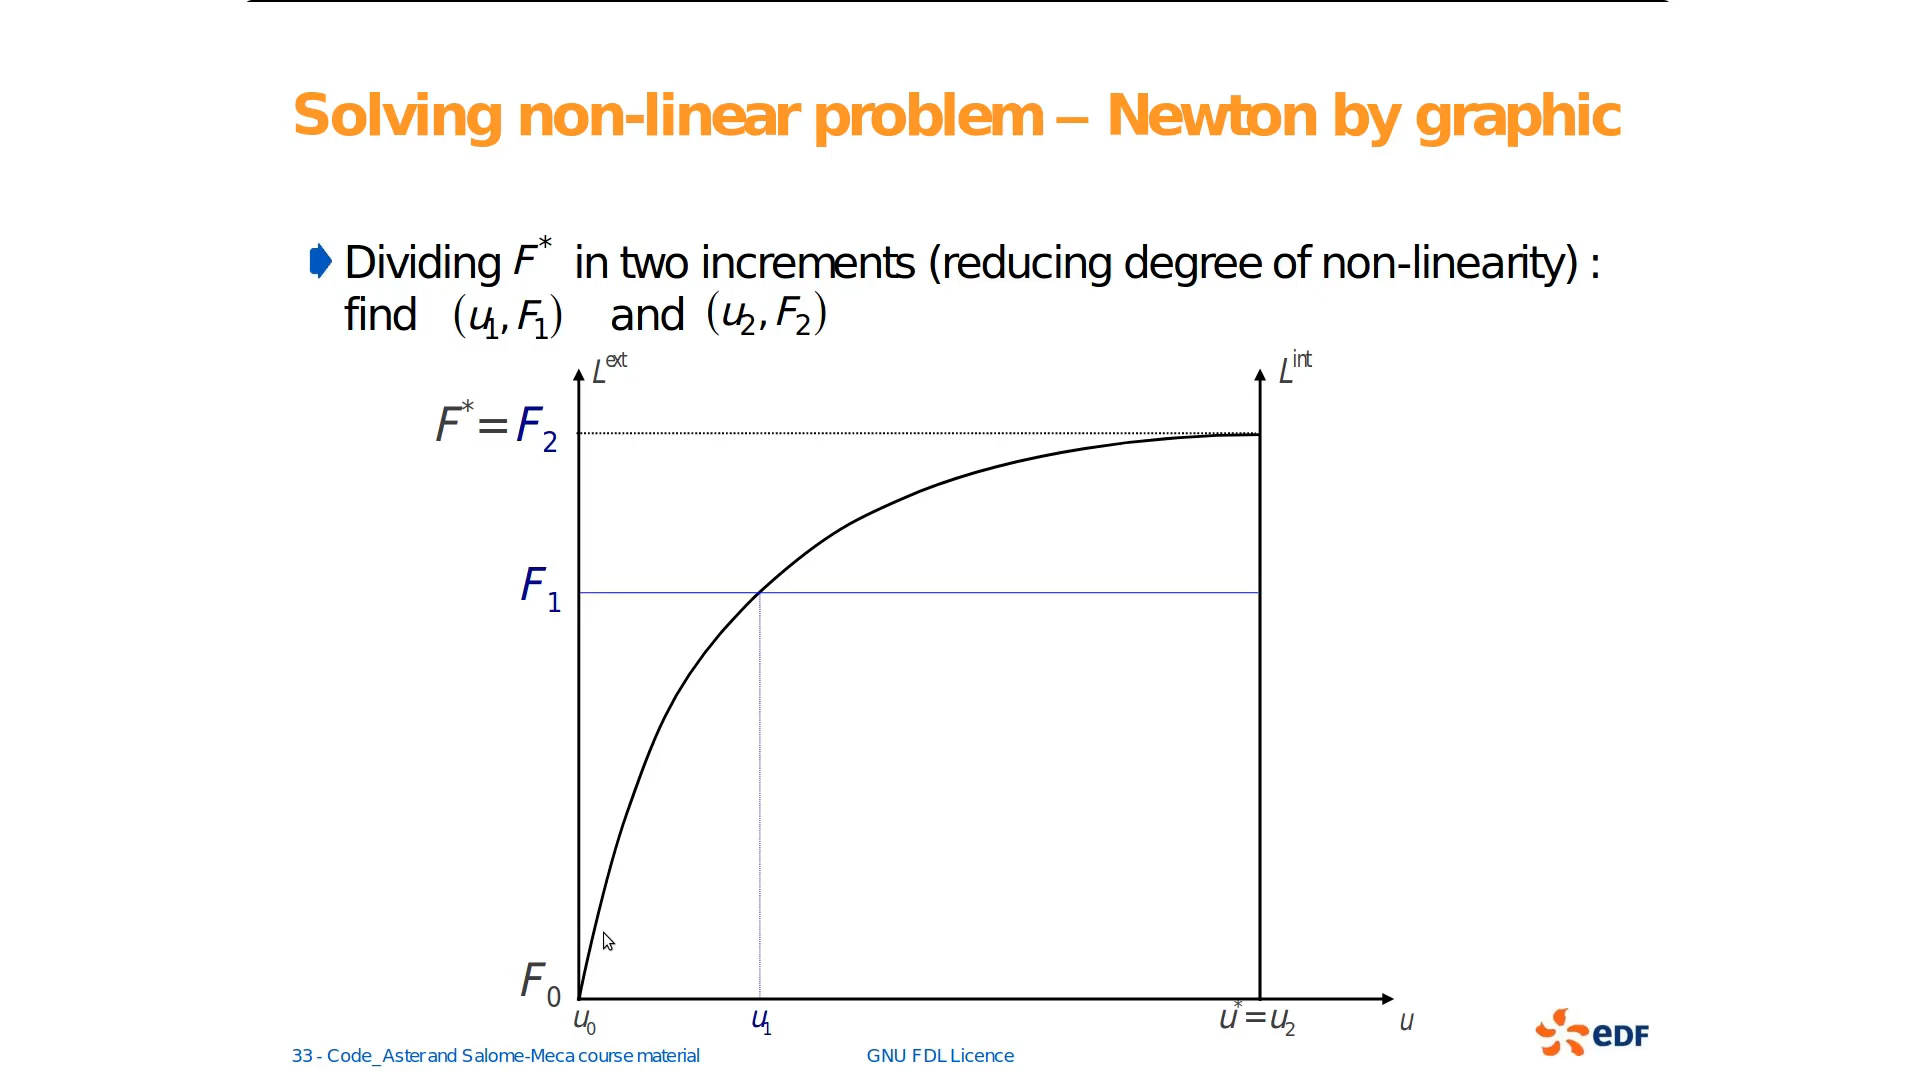 Solving non-linear problem – Newton by graphic
Dividing F* in two increments (reducing degree of non-linearity) :
find (u1, F1) and (u2, F2)
L^ext
L^int
F* = F2
F1
F0
u0
u1
u* = u2
u
33 - Code_Aster and Salome-Meca course material
GNU FDL Licence
eDF